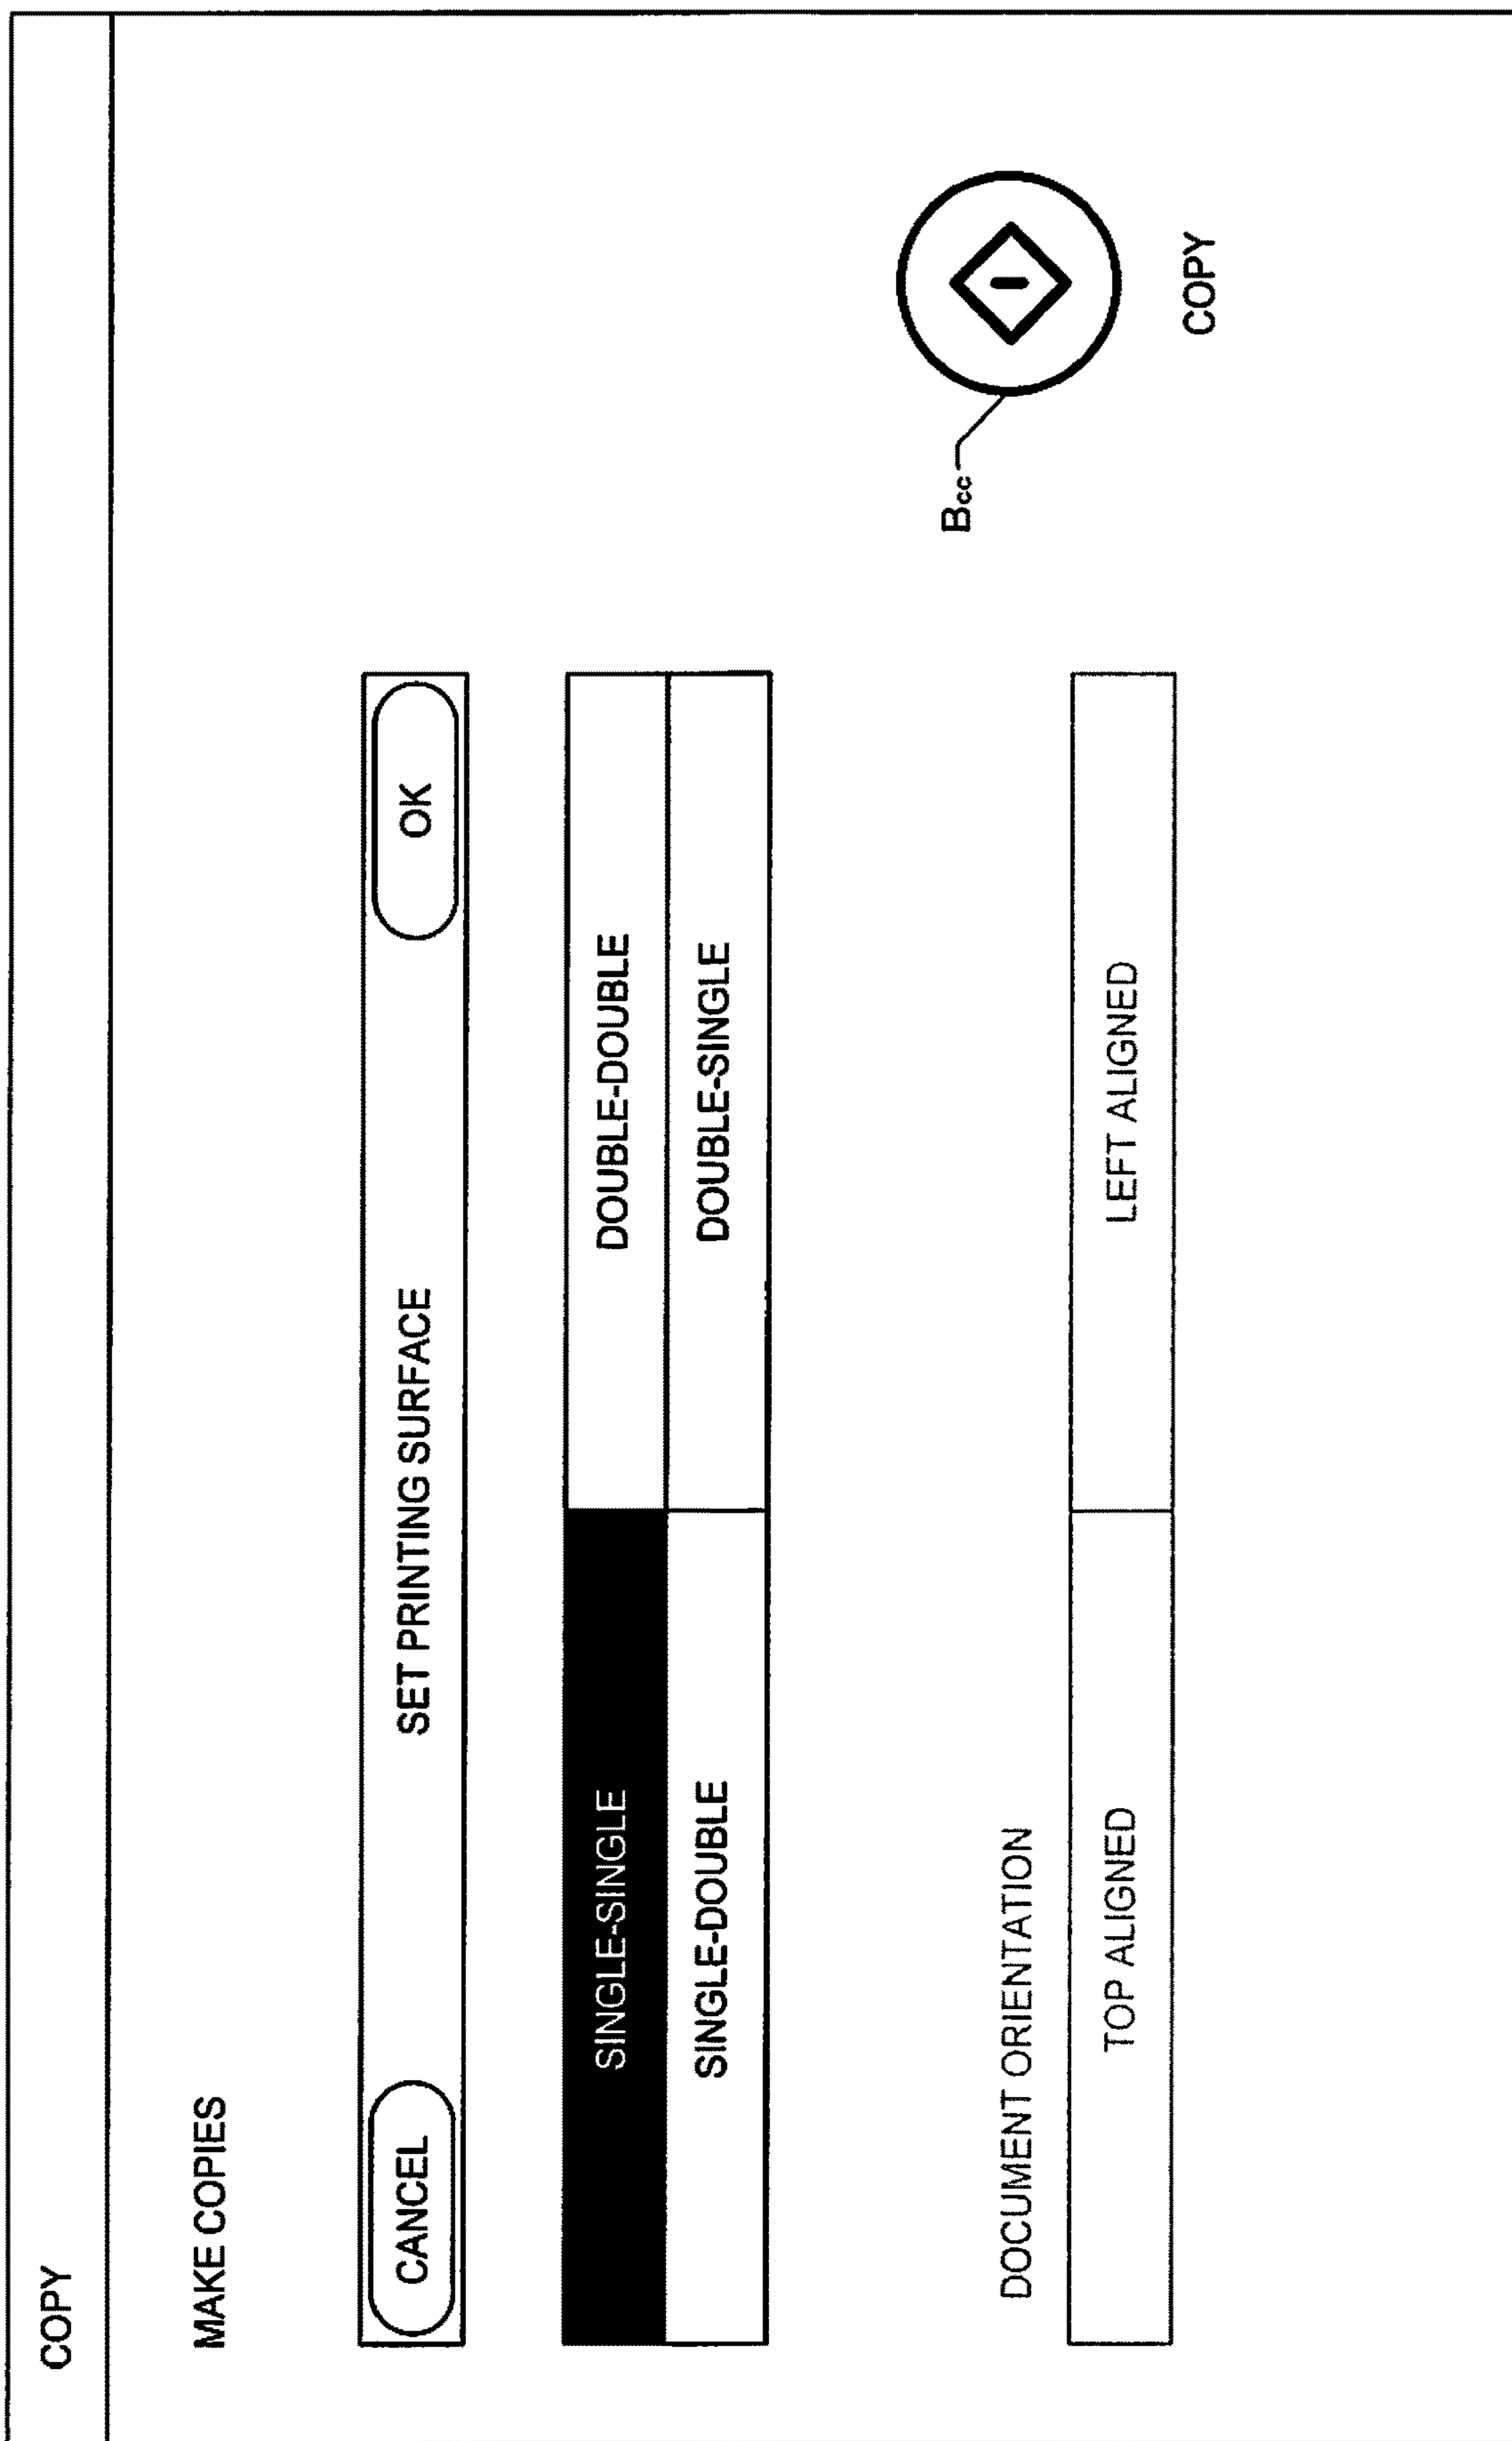 COPY
MAKE COPIES
CANCEL SET PRINTING SURFACE OK
SINGLE-SINGLE DOUBLE-DOUBLE
SINGLE-DOUBLE DOUBLE-SINGLE
Bcc
DOCUMENT ORIENTATION
TOP ALIGNED LEFT ALIGNED
COPY